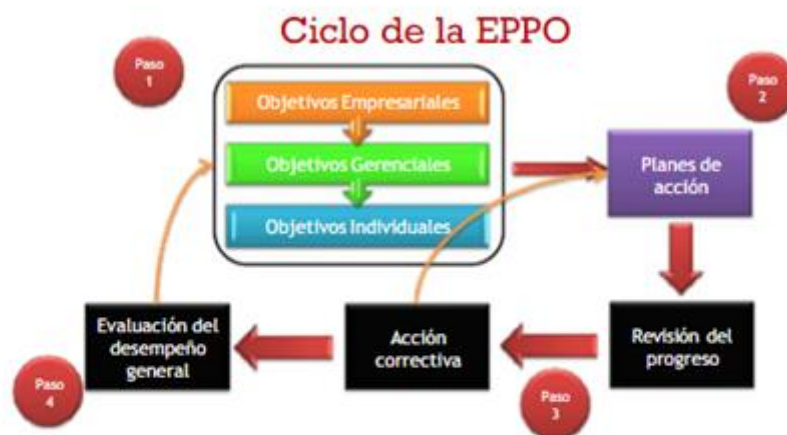 Ciclo de la EPPO
Paso
1
Objetivos Empresariales
Objetivos Gerenciales
Objetivos Individuales
Paso
2
Planes de
acción
Revisión del
progreso
Paso
3
Acción
correctiva
Evaluación del
desempeño
general
Paso
4